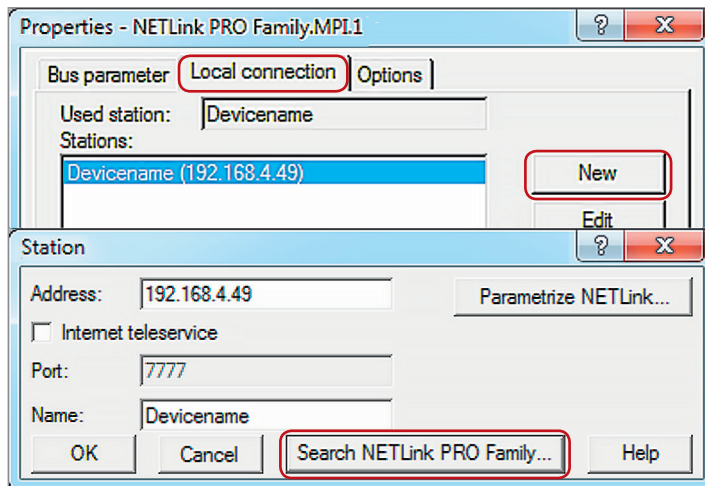 Properties - NETLink PRO Family.MPI.1
Bus parameter Local connection Options
Used station: Devicename
Stations:
Devicename (192.168.4.49)
New
Edit
Station
Address: 192.168.4.49 Parametrize NETLink...
Internet teleservice
Port: 7777
Name: Devicename
OK Cancel Search NETLink PRO Family... Help